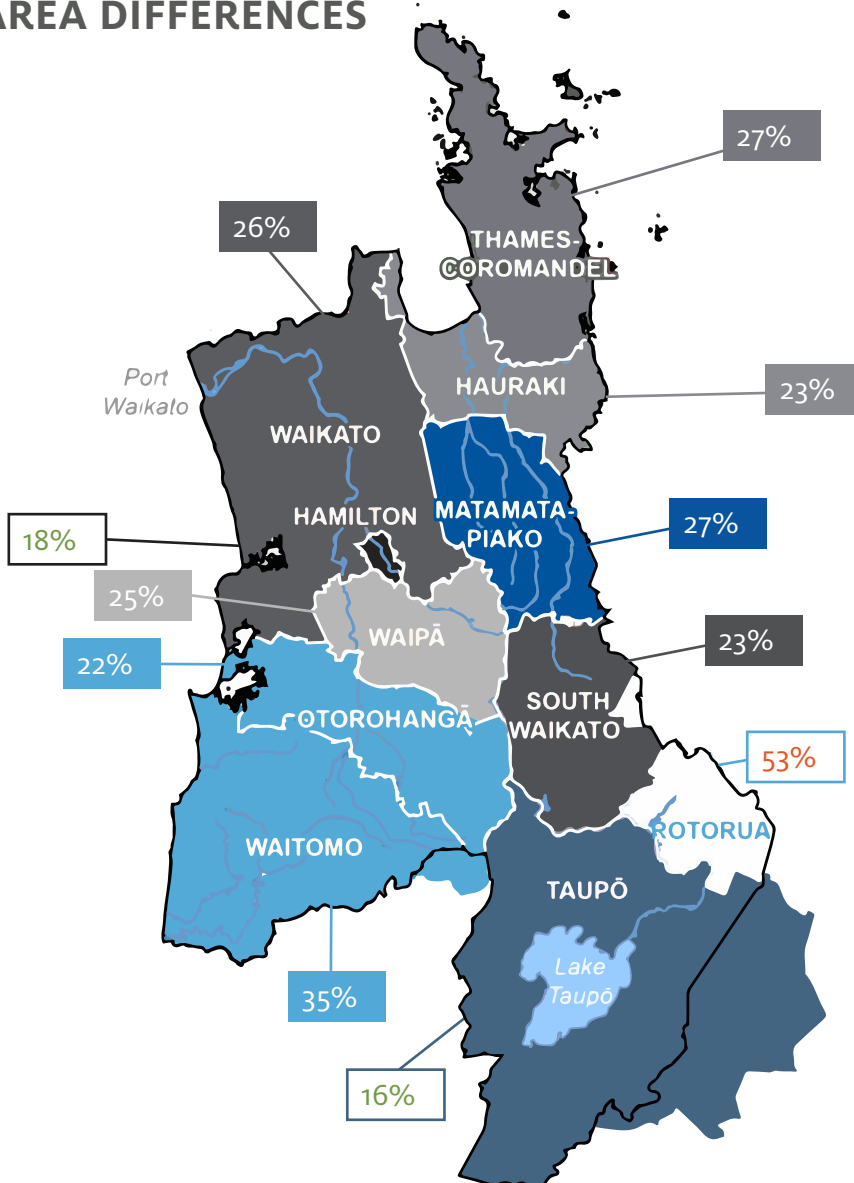 AREA DIFFERENCES
27%
26%
THAMES-
COROMANDEL
Port
Waikato
HAURAKI
23%
WAIKATO
HAMILTON
MATAMATA-
PIAKO
27%
18%
25%
WAIPĀ
22%
23%
SOUTH
WAIKATO
OTOROHANGĀ
53%
ROTORUA
WAITOMO
TAUPŌ
Lake
Taupō
35%
16%